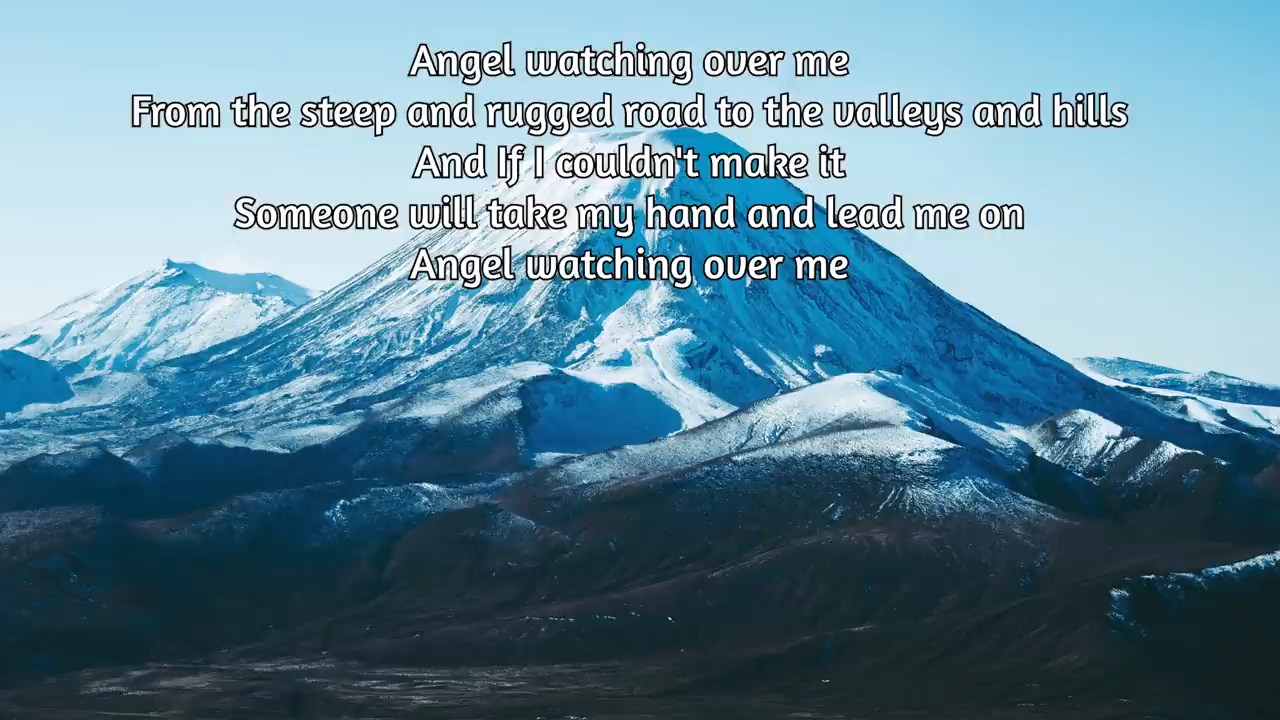 Angel watching over me
From the steep and rugged road to the valleys and hills
And If I couldn't make it
Someone will take my hand and lead me on
Angel watching over me